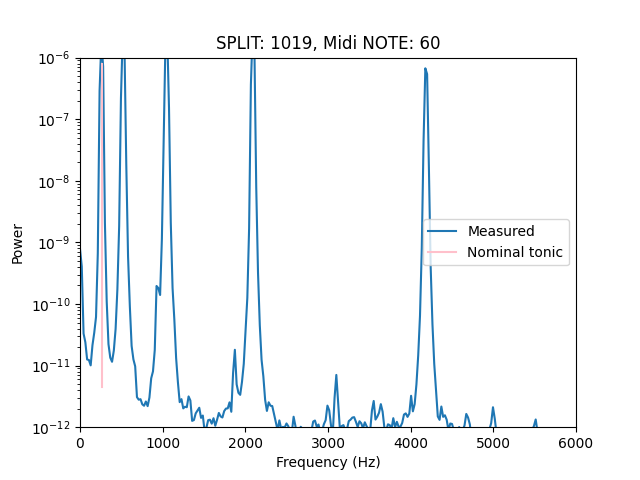 SPLIT: 1019, Midi NOTE: 60
10⁻⁶
10⁻⁷
10⁻⁸
10⁻⁹
10⁻¹⁰
10⁻¹¹
10⁻¹²
Power
Measured
Nominal tonic
0 1000 2000 3000 4000 5000 6000
Frequency (Hz)